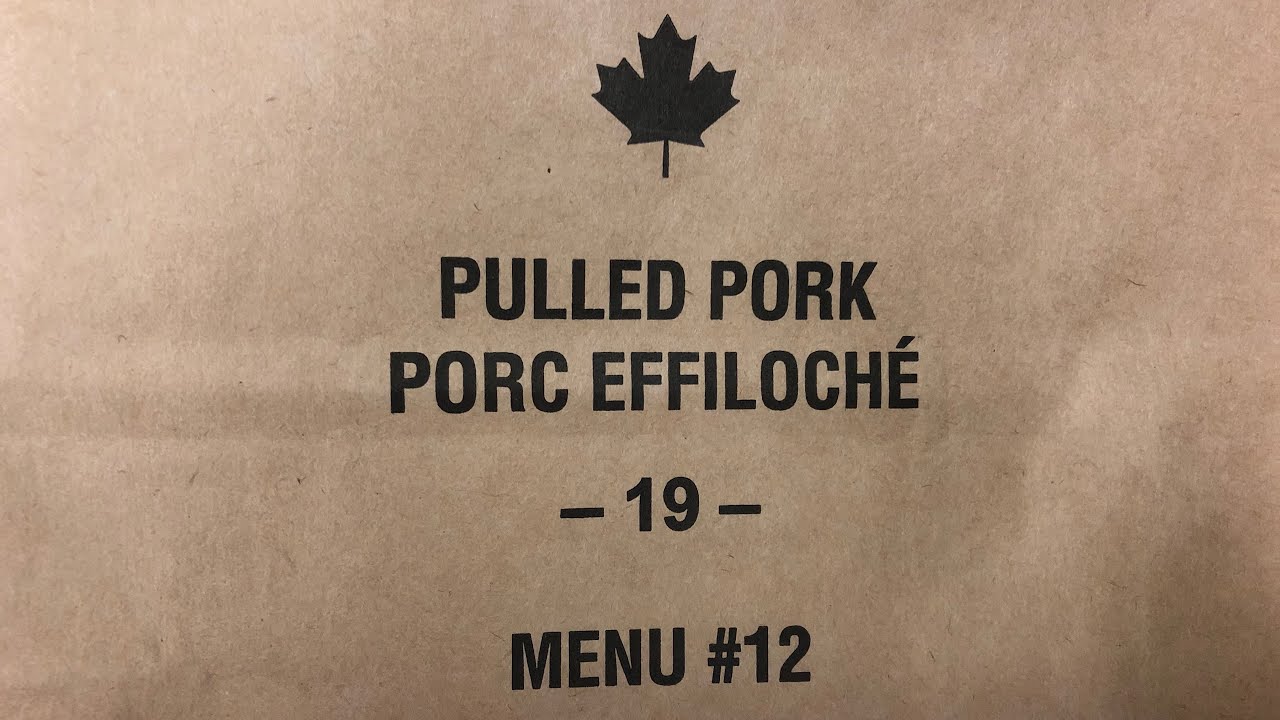 PULLED PORK
PORC EFFILOCHÉ
– 19 –
MENU #12